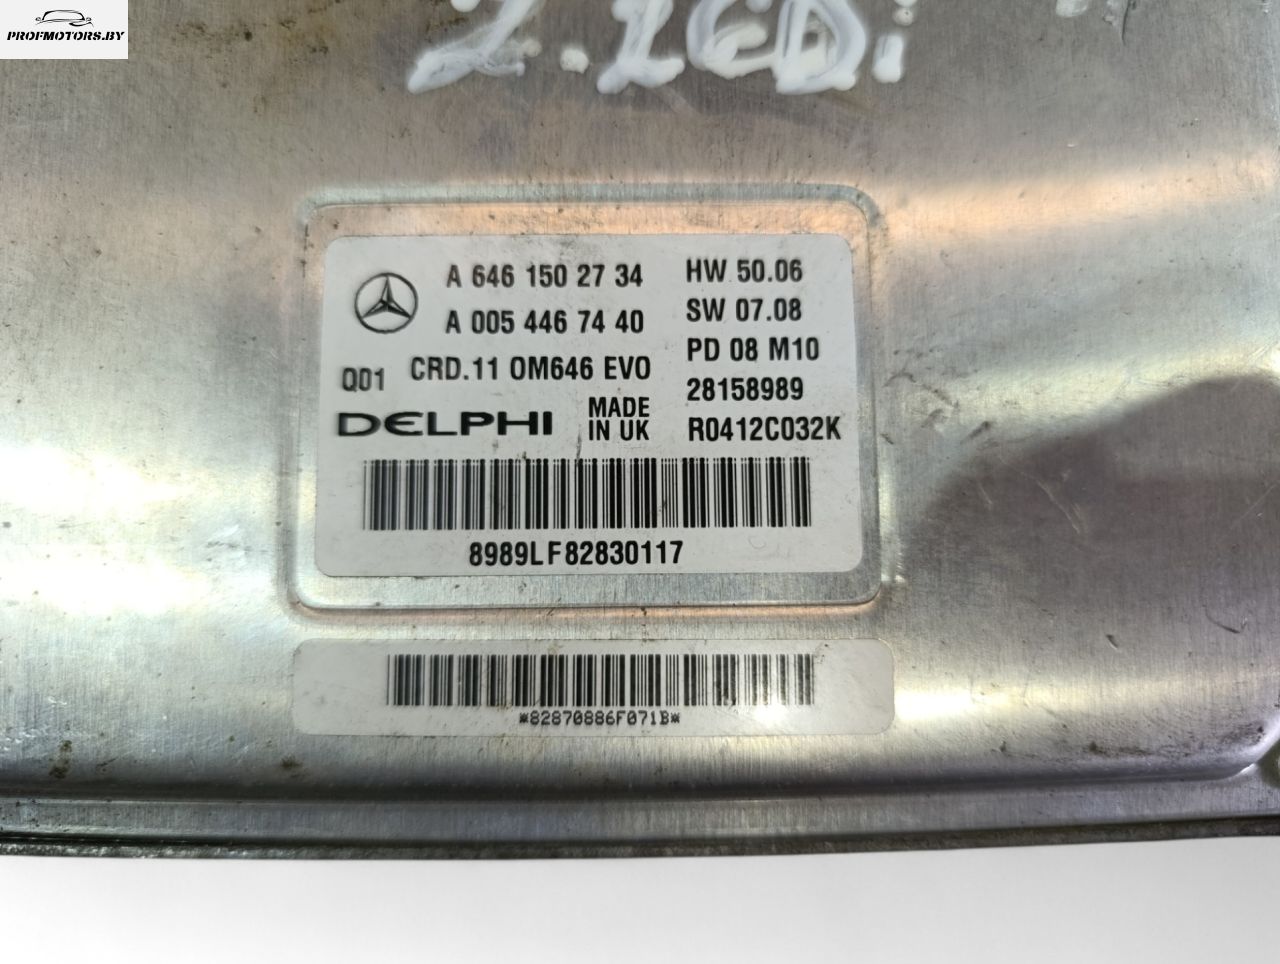 PROFMOTORS.BY
2.2CDi
A 646 150 27 34
HW 50.06
A 005 446 74 40
SW 07.08
PD 08 M10
Q01
CRD.11 OM646 EVO
28158989
DELPHI
MADE
IN UK
R0412C032K
8989LF82830117
*82870886F071B*